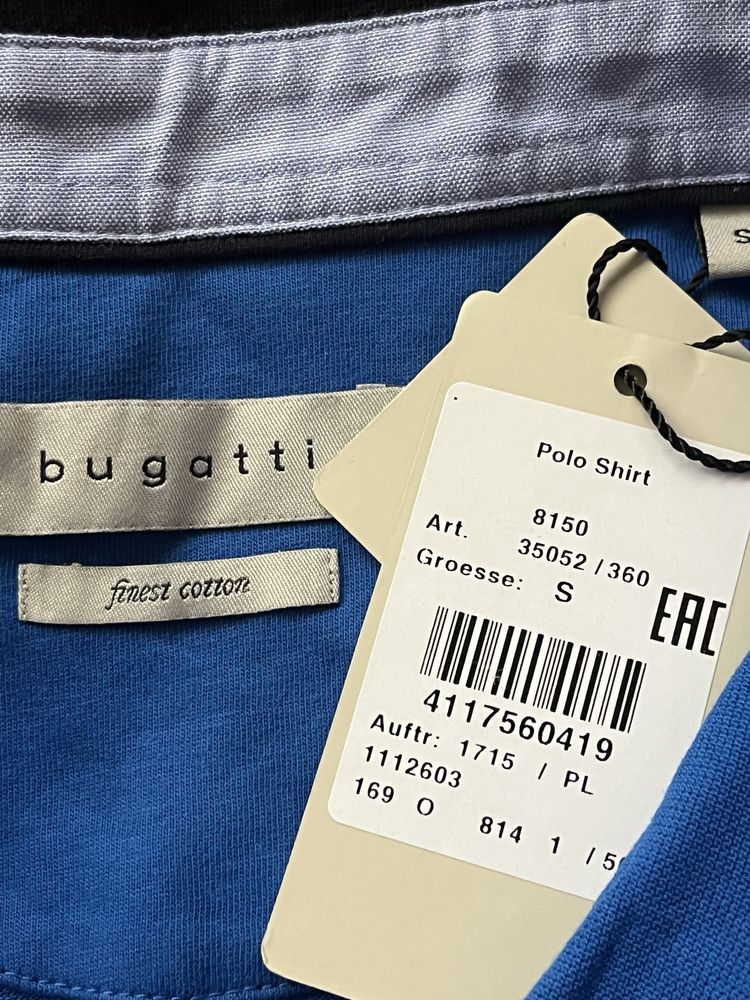 S
bugatti
finest cotton
Polo Shirt
8150
Art. 35052 / 360
Groesse: S
EAC
4117560419
Auftr: 1715 / PL
1112603
169 O 814 1 / 5